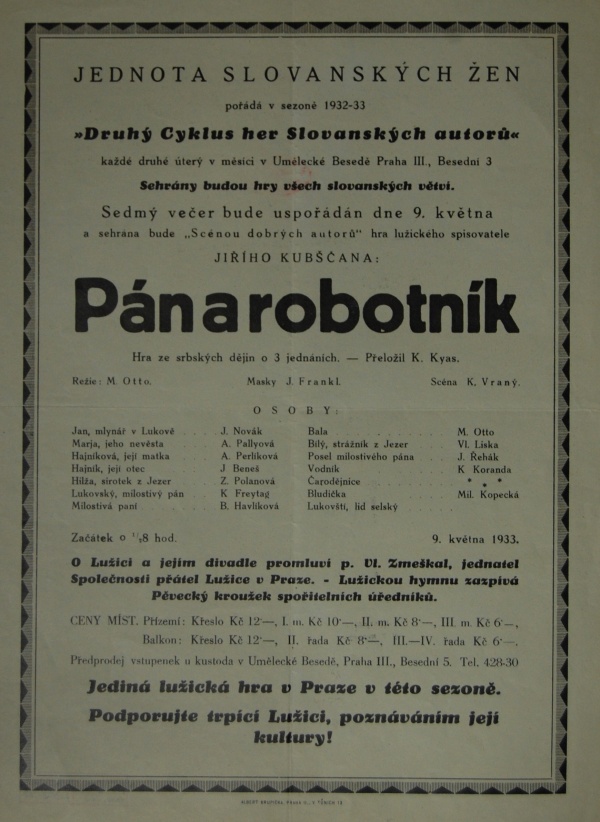 JEDNOTA SLOVANSKÝCH ŽEN
pořádá v sezoně 1932-33
»Druhý Cyklus her Slovanských autorů«
každé druhé úterý v měsíci v Umělecké Besedě Praha III., Besední 3
Sehrány budou hry všech slovanských větví.
Sedmý večer bude uspořádán dne 9. května
a sehrána bude „Scénou dobrých autorů" hra lužického spisovatele
JIŘÍHO KUBŠČANA:
Pán a robotník
Hra ze srbských dějin o 3 jednáních. — Přeložil K. Kyas.
Režie: M. Otto. Masky J. Frankl. Scéna K. Vraný.
OSOBY:
Jan, mlynář v Lukově . . . . J. Novák
Marja, jeho nevěsta . . . . A. Pallyová
Hajníková, její matka . . . . A. Perlíková
Hajník, její otec . . . . J. Beneš
Hilža, sirotek z Jezer . . . . Z. Polanová
Lukovský, milostivý pán . . K Freytag
Milostivá paní . . . . B. Havlíková
Bala . . . . M. Otto
Bílý, strážník z Jezer . . . . Vl. Liska
Posel milostivého pána . . . . J. Řehák
Vodník . . . . K Koranda
Čarodějnice . . . . * * *
Bludička . . . . Mil. Kopecká
Lukovští, lid selský
Začátek o ½8 hod. 9. května 1933.
O Lužici a jejím divadle promluví p. Vl. Zmeškal, jednatel
Společnosti přátel Lužice v Praze. - Lužickou hymnu zazpívá
Pěvecký kroužek spořitelních úředníků.
CENY MÍST. Přízemí: Křeslo Kč 12·—, I. m. Kč 10·—, II. m. Kč 8·—, III. m. Kč 6·—,
Balkon: Křeslo Kč 12·—, II. řada Kč 8·—, III.—IV. řada Kč 6·—.
Předprodej vstupenek u kustoda v Umělecké Besedě, Praha III., Besední 5. Tel. 428-30
Jediná lužická hra v Praze v této sezoně.
Podporujte trpící Lužici, poznáváním její
kultury!